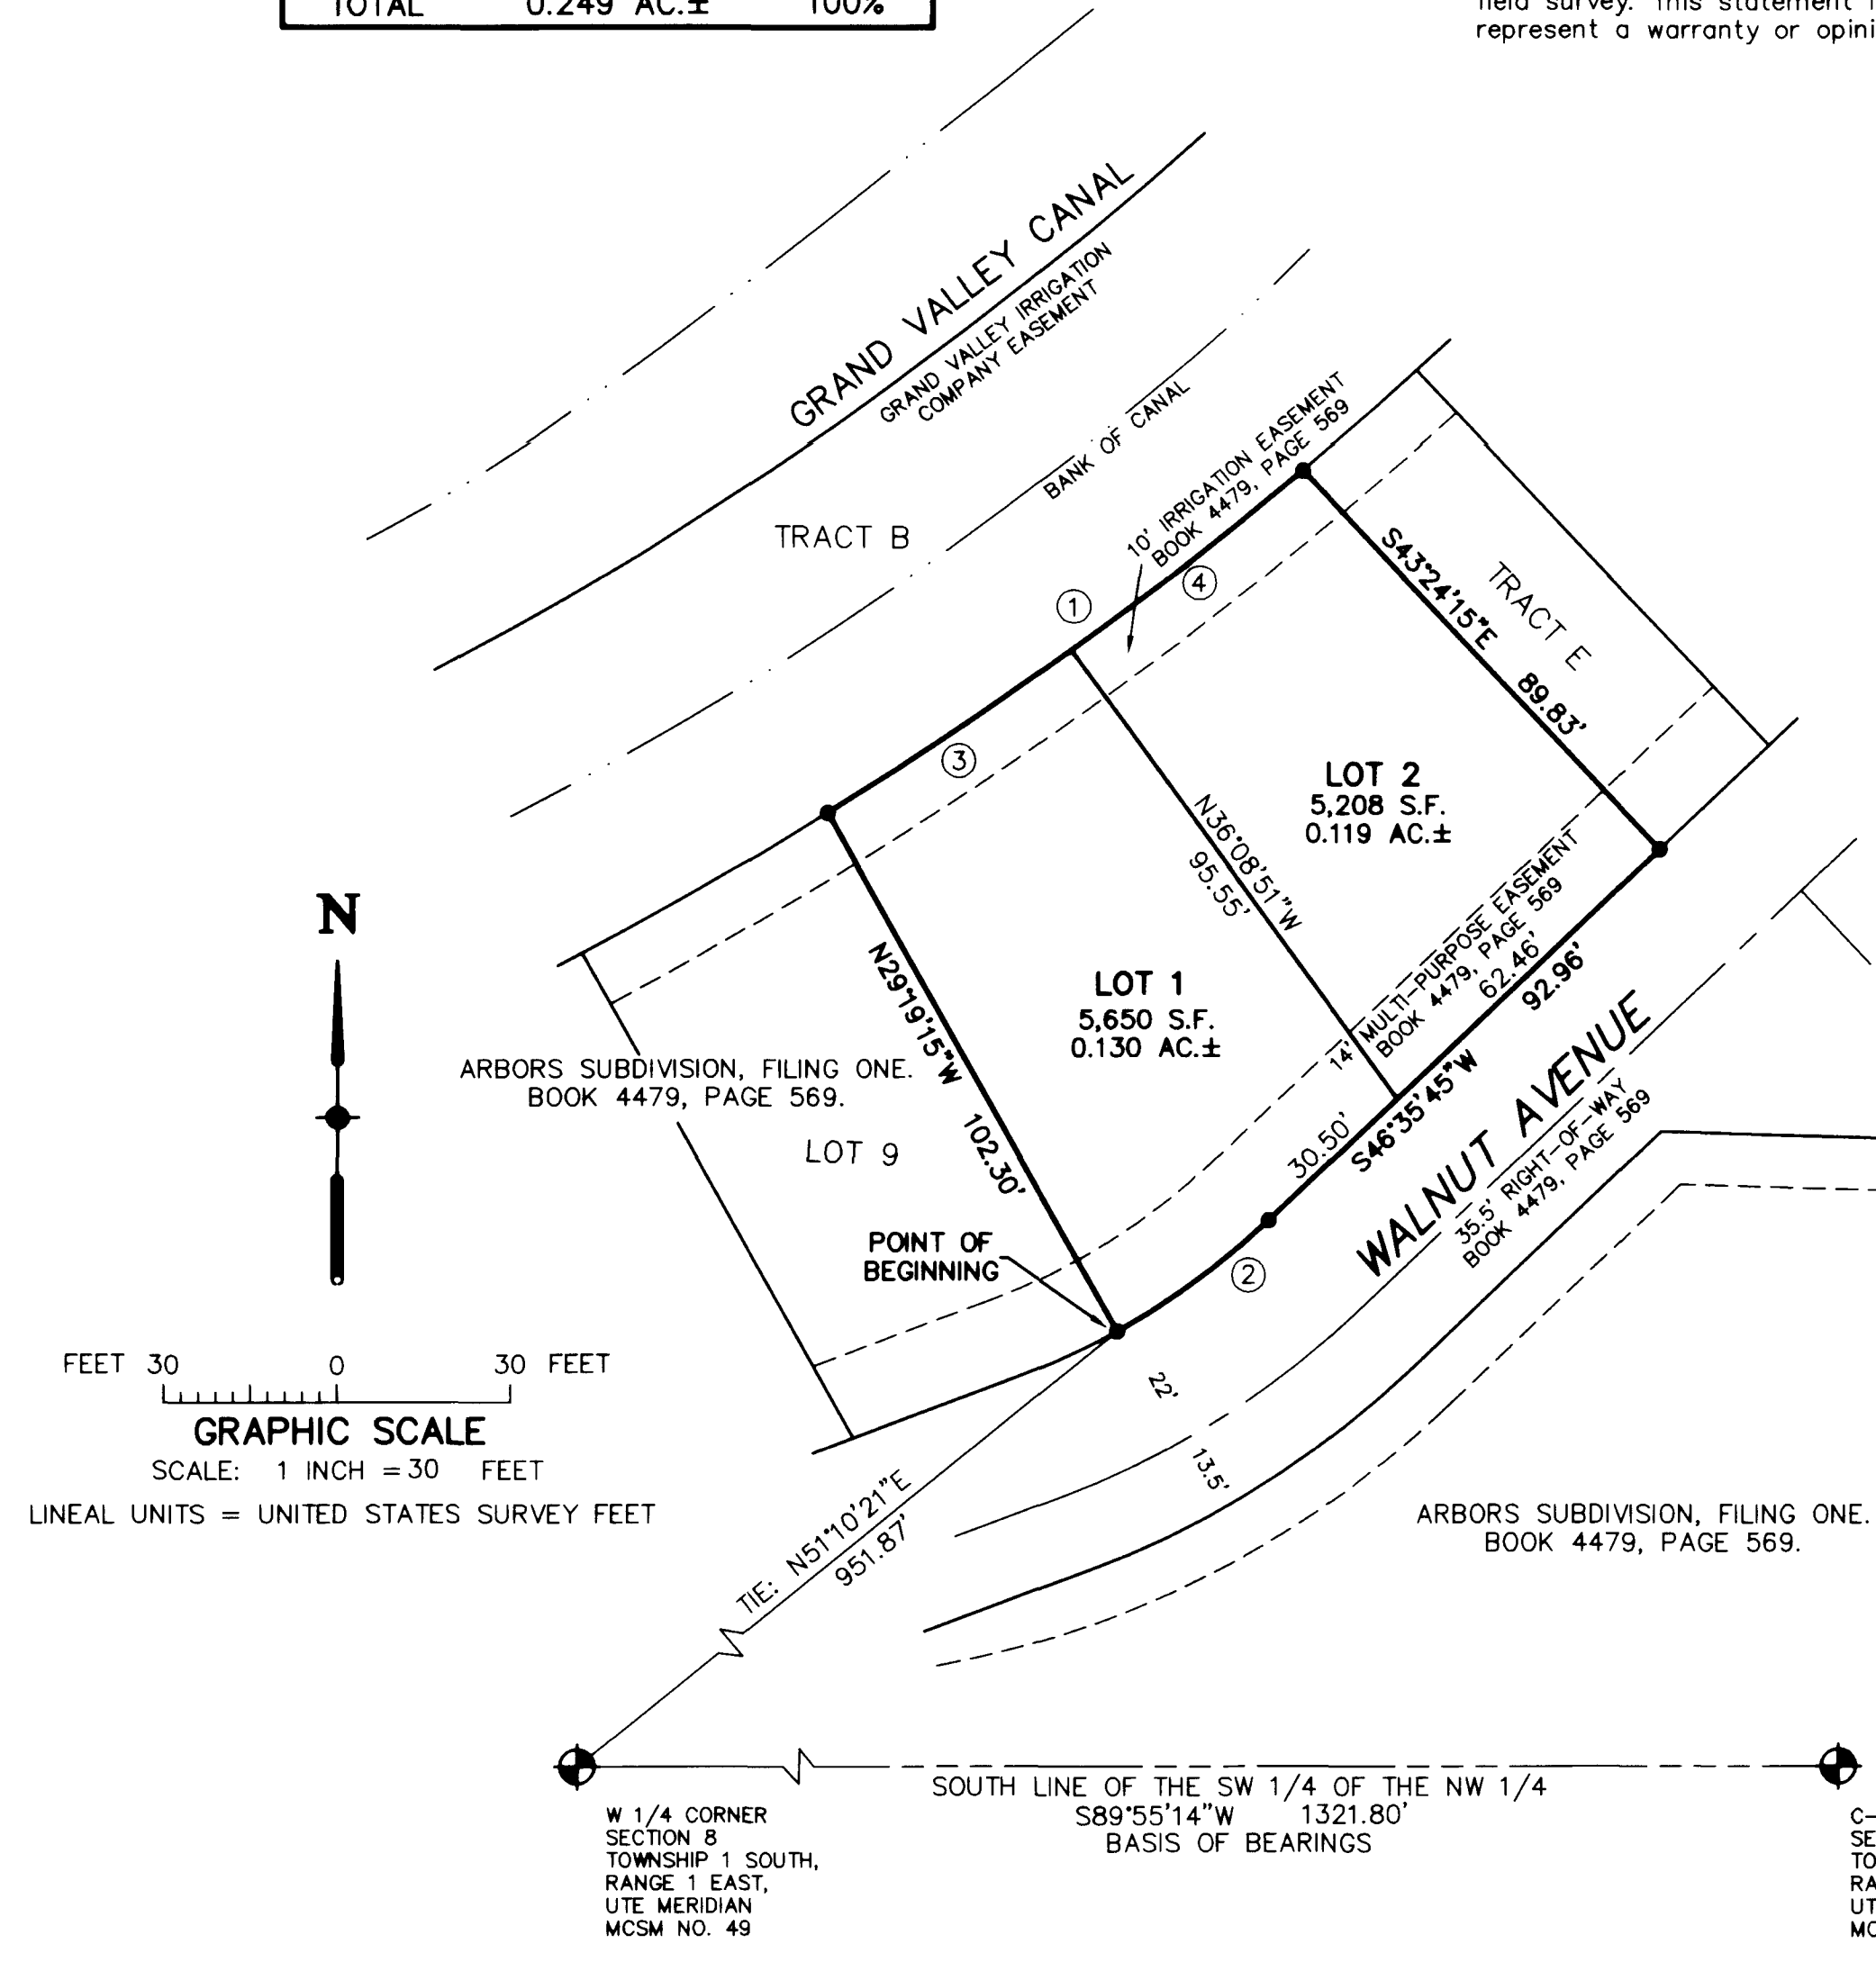 TOTAL 0.249 AC.± 100%
field survey. This statement
represent a warranty or
GRAND VALLEY CANAL
GRAND VALLEY IRRIGATION
COMPANY EASEMENT
BANK OF CANAL
10' IRRIGATION EASEMENT
BOOK 4479, PAGE 569
TRACT B
1
4
3
S43°24'15"E 89.83'
TRACT E
LOT 2
5,208 S.F.
0.119 AC.±
N36°08'51"W
95.55'
14' MULTI-PURPOSE EASEMENT
BOOK 4479, PAGE 569
62.46'
92.96'
S46°35'45"W
30.50'
N
N29°19'15"W 102.30'
LOT 1
5,650 S.F.
0.130 AC.±
ARBORS SUBDIVISION, FILING ONE.
BOOK 4479, PAGE 569.
LOT 9
WALNUT AVENUE
35.5' RIGHT-OF-WAY
BOOK 4479, PAGE 569
POINT OF
BEGINNING
2
FEET 30 0 30 FEET
GRAPHIC SCALE
SCALE: 1 INCH =30 FEET
LINEAL UNITS = UNITED STATES SURVEY FEET
22'
13.5'
TIE: N51°10'21"E
951.87'
ARBORS SUBDIVISION, FILING ONE.
BOOK 4479, PAGE 569.
SOUTH LINE OF THE SW 1/4 OF THE NW 1/4
S89°55'14"W 1321.80'
BASIS OF BEARINGS
W 1/4 CORNER
SECTION 8
TOWNSHIP 1 SOUTH,
RANGE 1 EAST,
UTE MERIDIAN
MCSM NO. 49